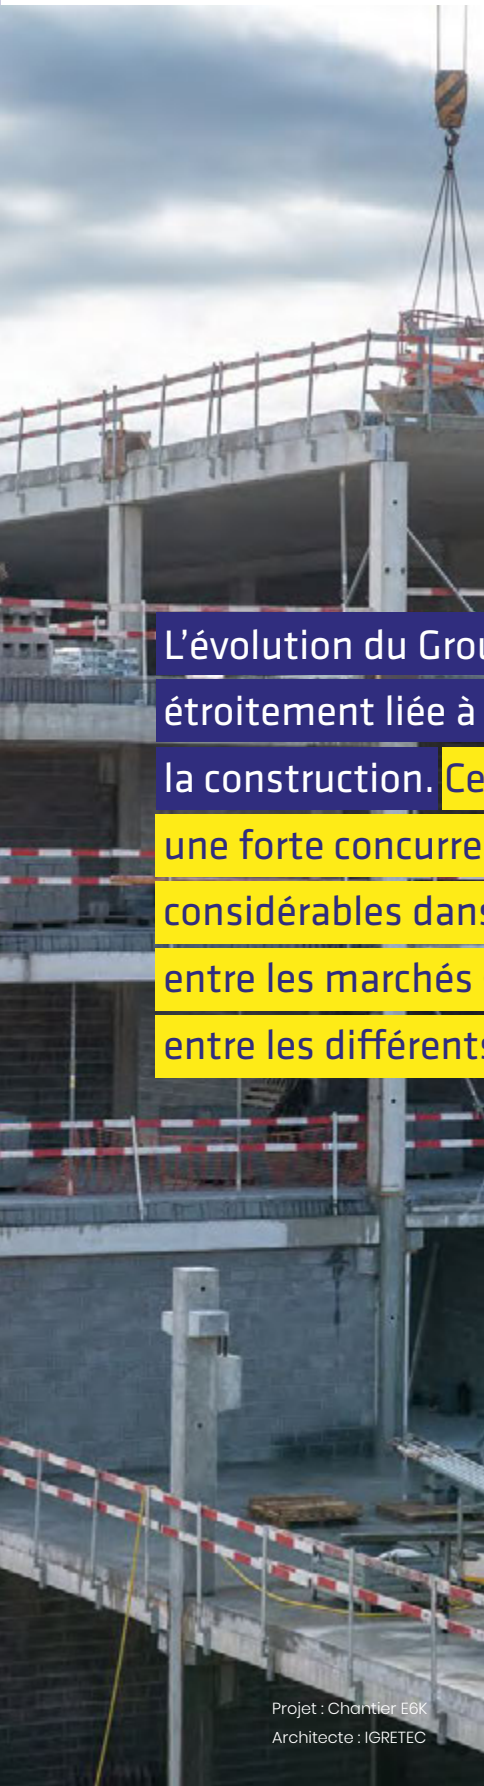 L'évolution du Grou
étroitement liée à
la construction. Ce
une forte concurre
considérables dans
entre les marchés
entre les différents
Projet : Chantier E6K
Architecte : IGRETEC